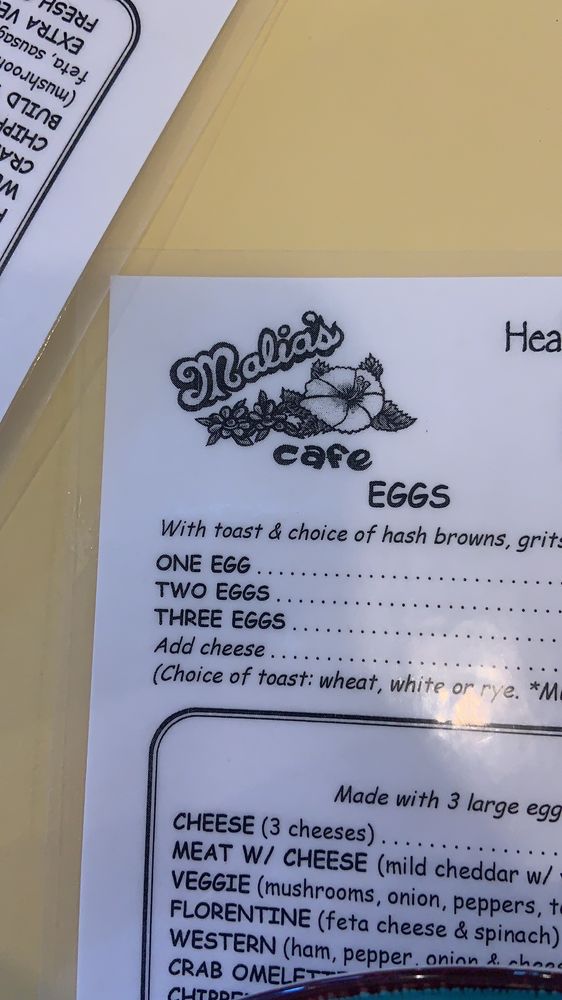 FRESH
EXTRA VE
feta, sausag
(mushroom
BUILD
CHIPP
CRA
Malia's
cafe
Hea
EGGS
With toast & choice of hash browns, grits
ONE EGG
TWO EGGS
THREE EGGS
Add cheese
(Choice of toast: wheat, white or rye. *M
Made with 3 large egg
CHEESE (3 cheeses)
MEAT W/ CHEESE (mild cheddar w/
VEGGIE (mushrooms, onion, peppers, t
FLORENTINE (feta cheese & spinach)
WESTERN (ham, pepper, onion & chees
CRAB OMELETTE
CHIPPE